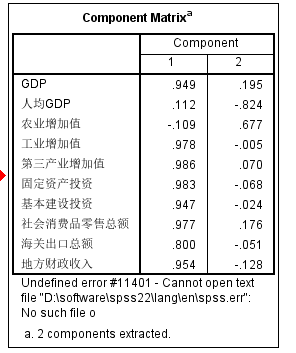 Component Matrixa
Component
1 2
GDP .949 .195
人均GDP .112 -.824
农业增加值 -.109 .677
工业增加值 .978 -.005
第三产业增加值 .986 .070
固定资产投资 .983 -.068
基本建设投资 .947 -.024
社会消费品零售总额 .977 .176
海关出口总额 .800 -.051
地方财政收入 .954 -.128
Undefined error #11401 - Cannot open text
file "D:\software\spss22\lang\en\spss.err":
No such file o
a. 2 components extracted.